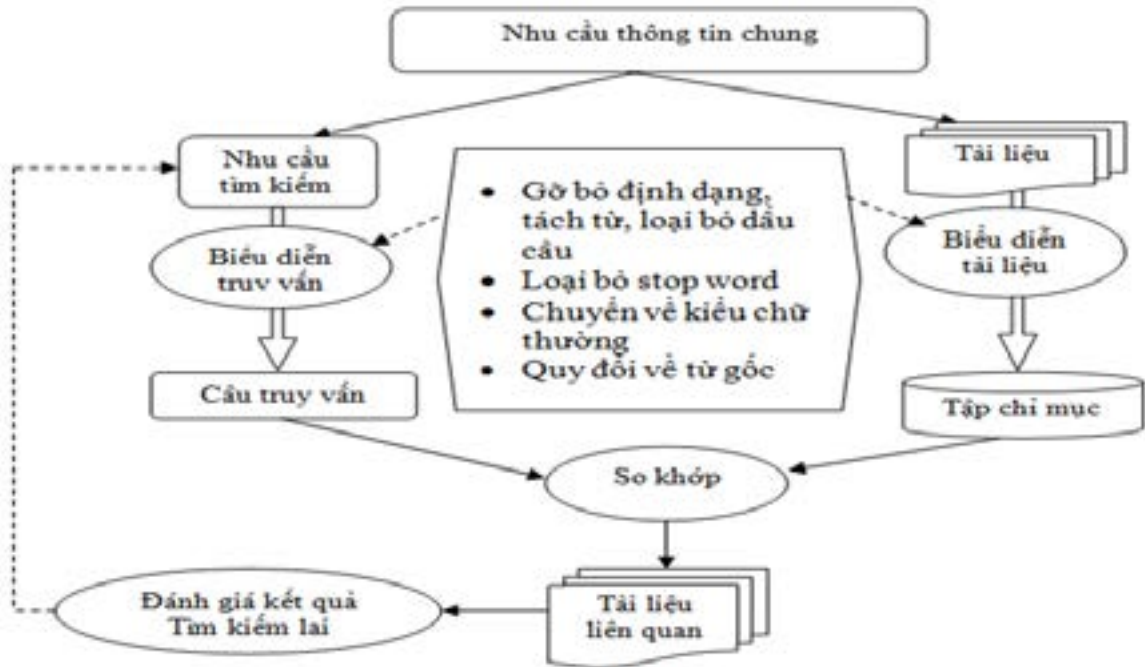 Nhu cầu thông tin chung
Nhu cầu
tìm kiếm
Tài liệu
• Gỡ bỏ định dạng,
tách từ, loại bỏ dấu
câu
• Loại bỏ stop word
• Chuyển về kiểu chữ
thường
• Quy đổi về từ gốc
Biểu diễn
truy vấn
Biểu diễn
tài liệu
Câu truy vấn
Tập chỉ mục
So khớp
Đánh giá kết quả
Tìm kiếm lại
Tài liệu
liên quan